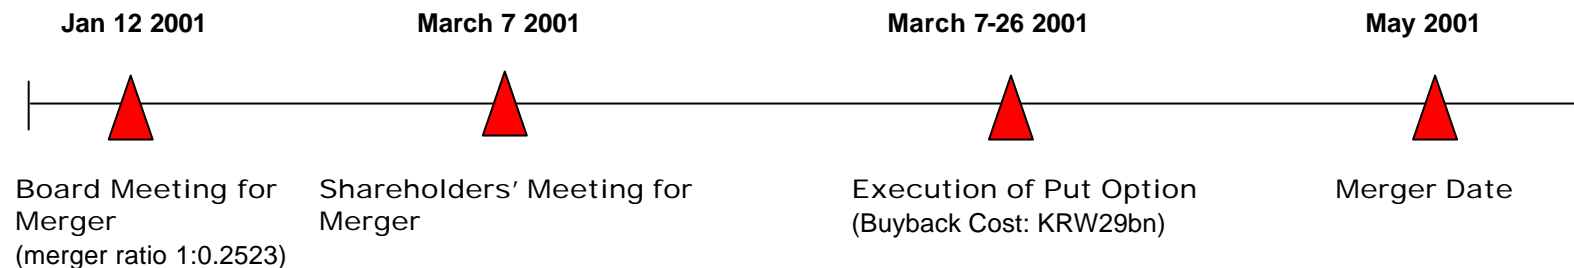 Jan 12 2001
March 7 2001
March 7-26 2001
May 2001
Board Meeting for
Merger
(merger ratio 1:0.2523)
Shareholders’ Meeting for
Merger
Execution of Put Option
(Buyback Cost: KRW29bn)
Merger Date